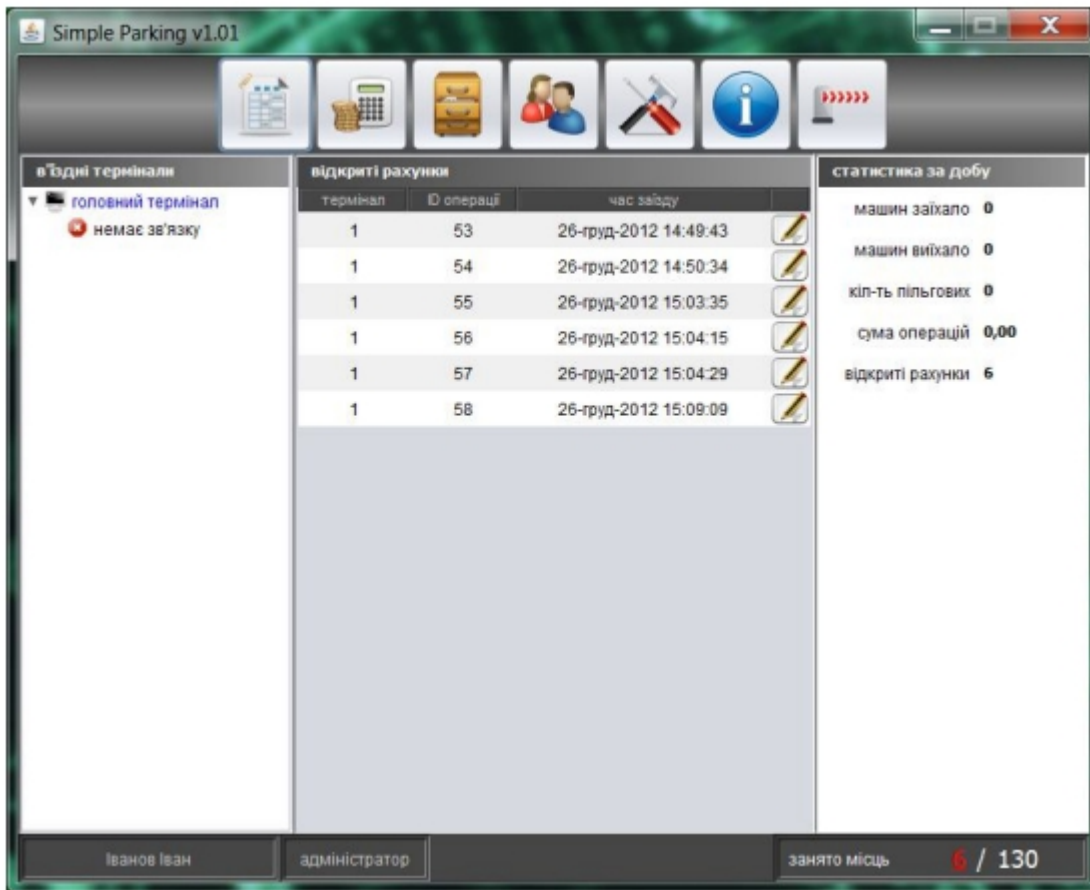 Simple Parking v1.01
в'їздні термінали
головний термінал
немає зв'язку
відкриті рахунки
термінал ID операції час заїзду
1 53 26-груд-2012 14:49:43
1 54 26-груд-2012 14:50:34
1 55 26-груд-2012 15:03:35
1 56 26-груд-2012 15:04:15
1 57 26-груд-2012 15:04:29
1 58 26-груд-2012 15:09:09
статистика за добу
машин заїхало 0
машин виїхало 0
кіл-ть пільгових 0
сума операцій 0,00
відкриті рахунки 6
Іванов Іван
адміністратор
занято місць 6 / 130